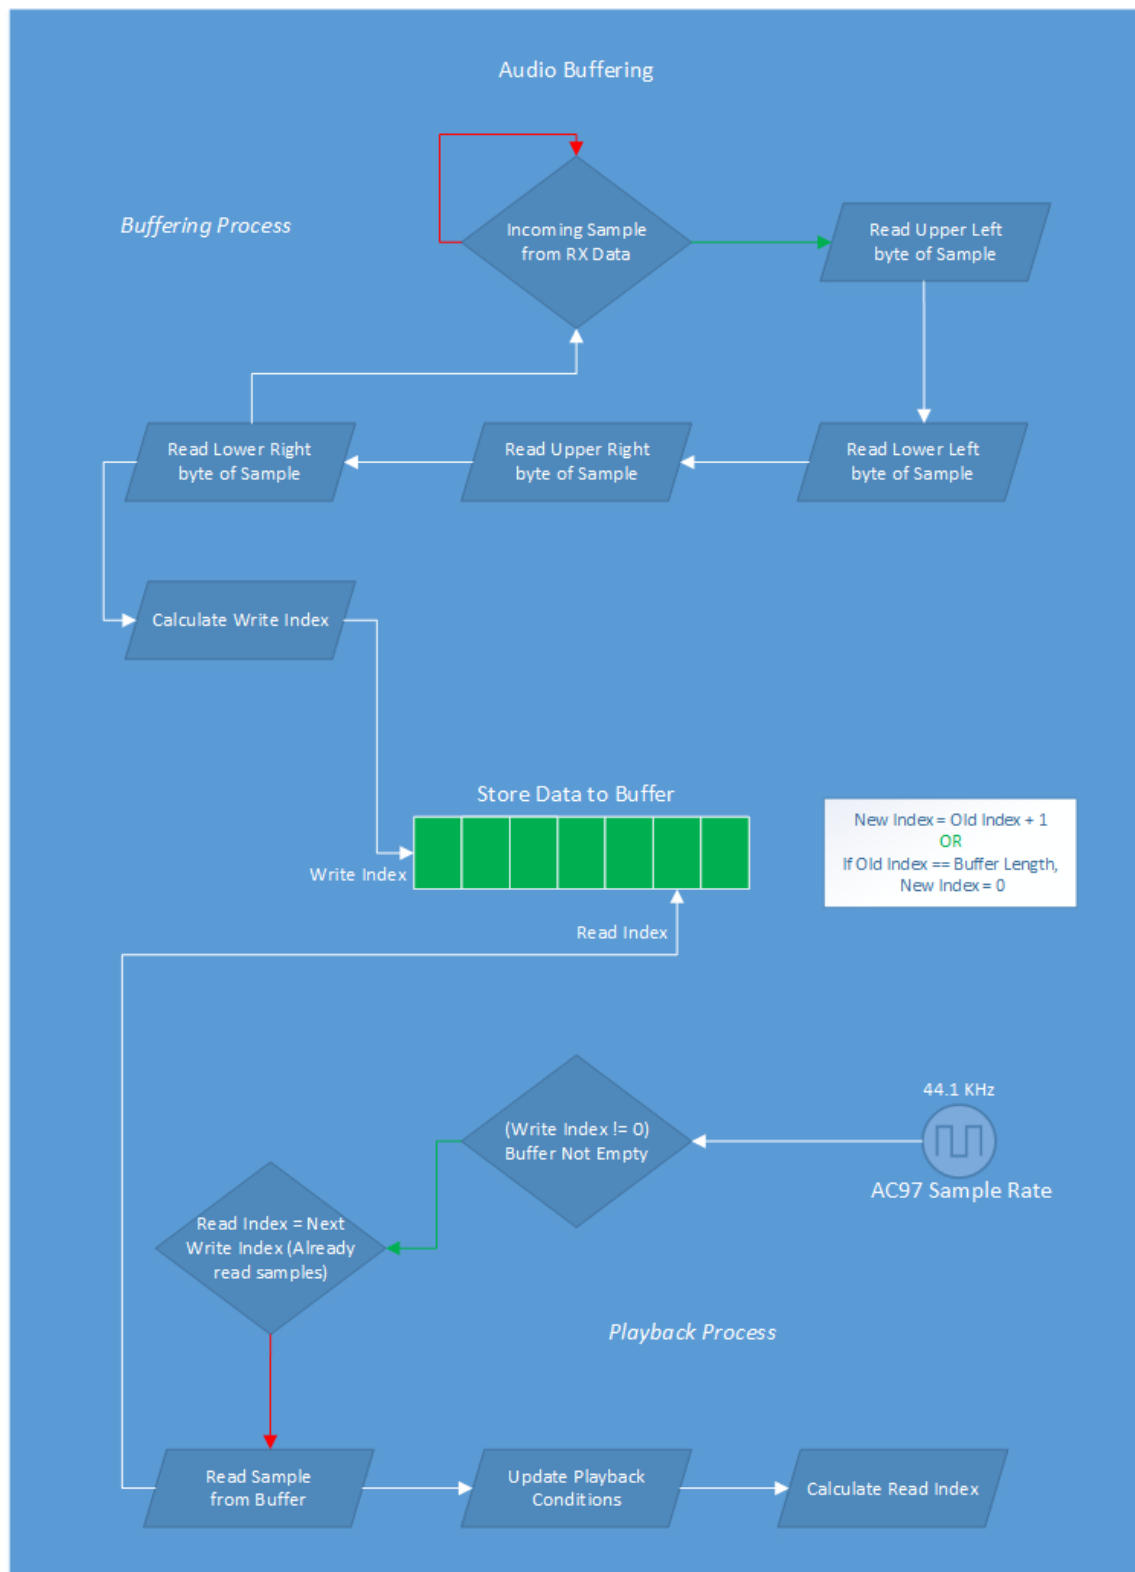 Audio Buffering
Buffering Process
Incoming Sample
from RX Data
Read Upper Left
byte of Sample
Read Lower Right
byte of Sample
Read Upper Right
byte of Sample
Read Lower Left
byte of Sample
Calculate Write Index
Store Data to Buffer
Write Index
New Index = Old Index + 1
OR
If Old Index == Buffer Length,
New Index = 0
Read Index
44.1 KHz
(Write Index != 0)
Buffer Not Empty
AC97 Sample Rate
Read Index = Next
Write Index (Already
read samples)
Playback Process
Read Sample
from Buffer
Update Playback
Conditions
Calculate Read Index